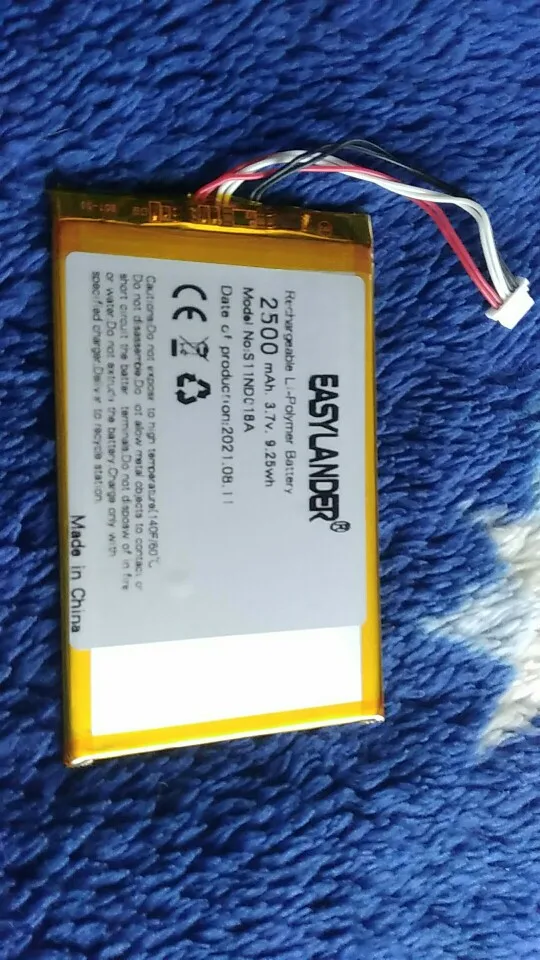 EASYLANDER®
Rechargeable Li-Polymer Battery
2500 mAh. 3.7v. 9.25wh
Model No:S11ND018A
Date of production:2021.08.11
CE
Caution:Do not expose to high temperature(140F/60℃
Do not disassemble.Do not allow metal objects to contact or
short circuit the batter terminals.Do not dispose of in fire
or water.Do not the battery.Charge only with
specified charger.Deliver to recycle station.
Made in China